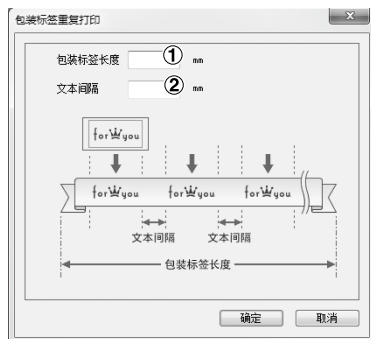 包装标签重复打印
包装标签长度 ① mm
文本间隔 ② mm
for you
for you for you for you
文本间隔 文本间隔
包装标签长度
确定 取消